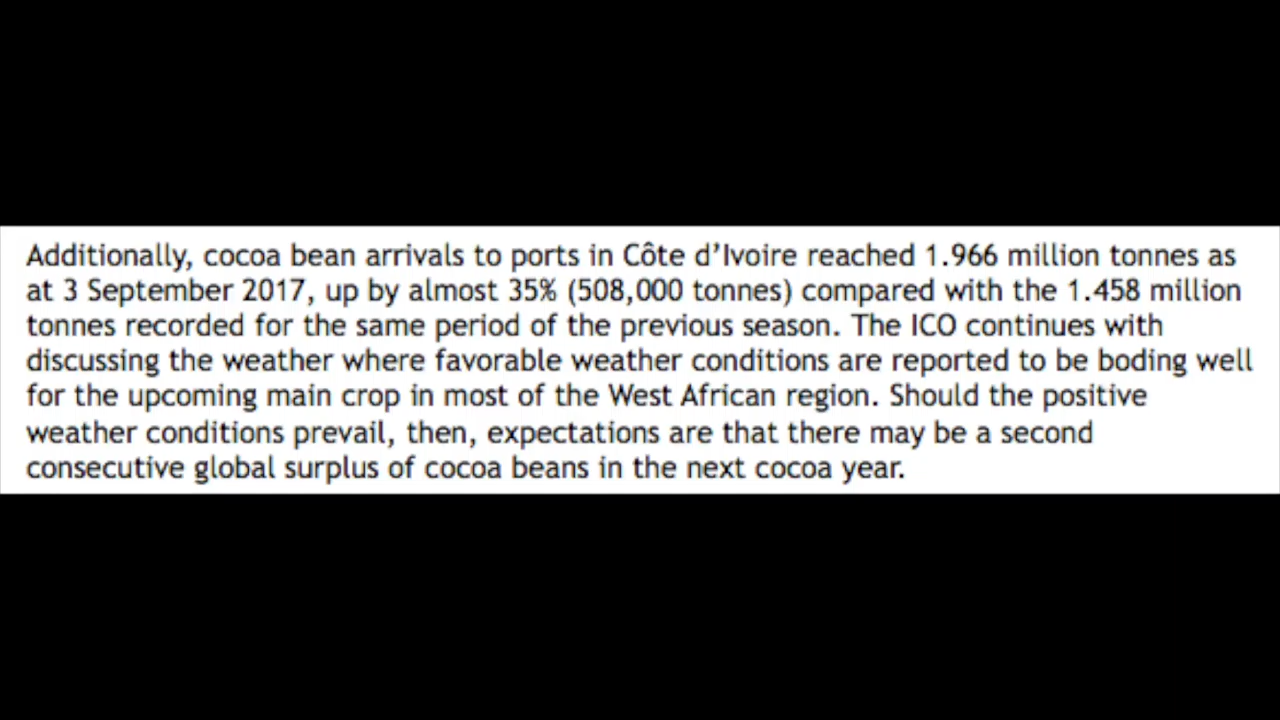 Additionally, cocoa bean arrivals to ports in Côte d’Ivoire reached 1.966 million tonnes as
at 3 September 2017, up by almost 35% (508,000 tonnes) compared with the 1.458 million
tonnes recorded for the same period of the previous season. The ICO continues with
discussing the weather where favorable weather conditions are reported to be boding well
for the upcoming main crop in most of the West African region. Should the positive
weather conditions prevail, then, expectations are that there may be a second
consecutive global surplus of cocoa beans in the next cocoa year.